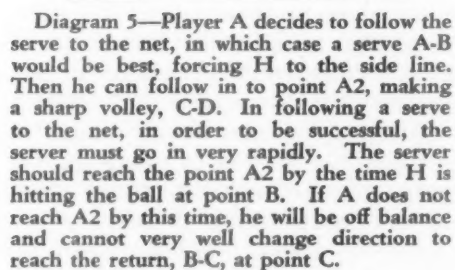 Diagram 5—Player A decides to follow the
serve to the net, in which case a serve A-B
would be best, forcing H to the side line.
Then he can follow in to point A2, making
a sharp volley, C-D. In following a serve
to the net, in order to be successful, the
server must go in very rapidly. The server
should reach the point A2 by the time H is
hitting the ball at point B. If A does not
reach A2 by this time, he will be off balance
and cannot very well change direction to
reach the return, B-C, at point C.